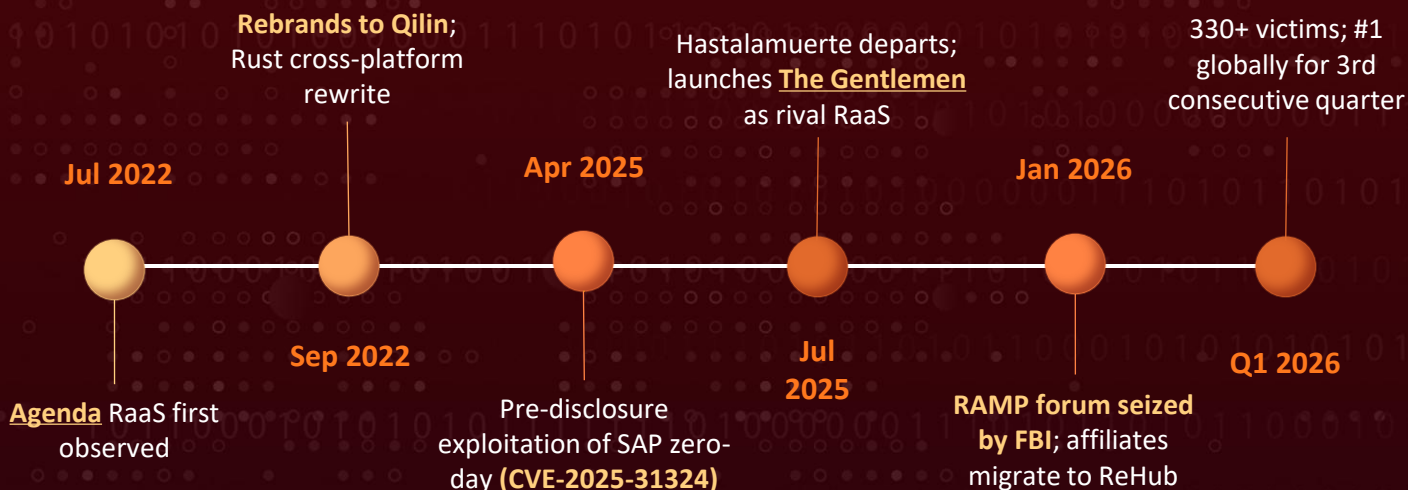 Jul 2022
Agenda RaaS first
observed
Rebrands to Qilin;
Rust cross-platform
rewrite
Sep 2022
Apr 2025
Pre-disclosure
exploitation of SAP zero-
day (CVE-2025-31324)
Hastalamuerte departs;
launches The Gentlemen
as rival RaaS
Jul
2025
Jan 2026
RAMP forum seized
by FBI; affiliates
migrate to ReHub
330+ victims; #1
globally for 3rd
consecutive quarter
Q1 2026